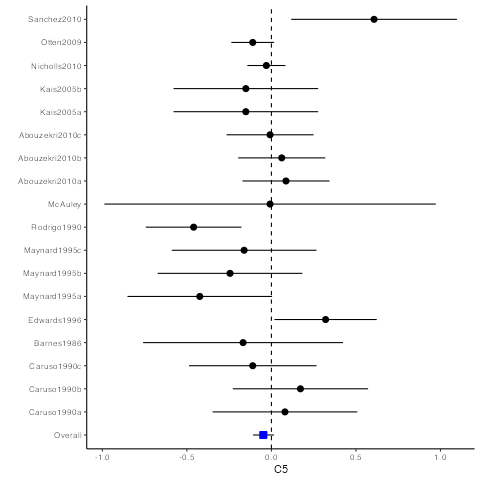 Sanchez2010
Otten2009
Nicholls2010
Kais2005b
Kais2005a
Abouzekri2010c
Abouzekri2010b
Abouzekri2010a
McAuley
Rodrigo1990
Maynard1995c
Maynard1995b
Maynard1995a
Edwards1996
Barnes1986
Caruso1990c
Caruso1990b
Caruso1990a
Overall
-1.0 -0.5 0.0 0.5 1.0
C5